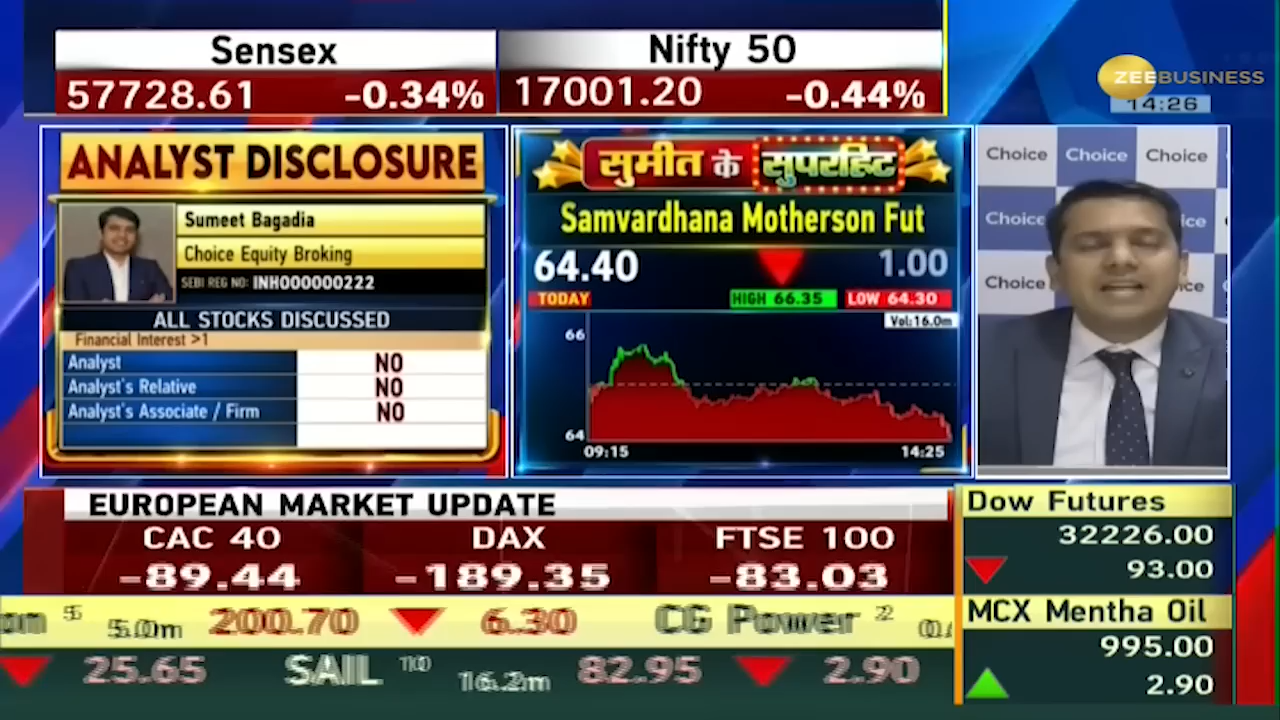 Sensex
57728.61 -0.34%
Nifty 50
17001.20 -0.44%
ZEEBUSINESS
14:26
ANALYST DISCLOSURE
Sumeet Bagadia
Choice Equity Broking
SEBI REG NO: INH000000222
ALL STOCKS DISCUSSED
Financial Interest >1
Analyst NO
Analyst's Relative NO
Analyst's Associate / Firm NO
सुमीत के सुपरहिट
Samvardhana Motherson Fut
64.40 1.00
TODAY HIGH 66.35 LOW 64.30
Vol:16.0m
66
64
09:15 14:25
Choice Choice Choice
Choice
Choice
EUROPEAN MARKET UPDATE
CAC 40 DAX FTSE 100
-89.44 -189.35 -83.03
Dow Futures
32226.00
93.00
MCX Mentha Oil
995.00
2.90
5.0m 200.70 6.30 CG Power 2
25.65 SAIL 10 16.2m 82.95 2.90